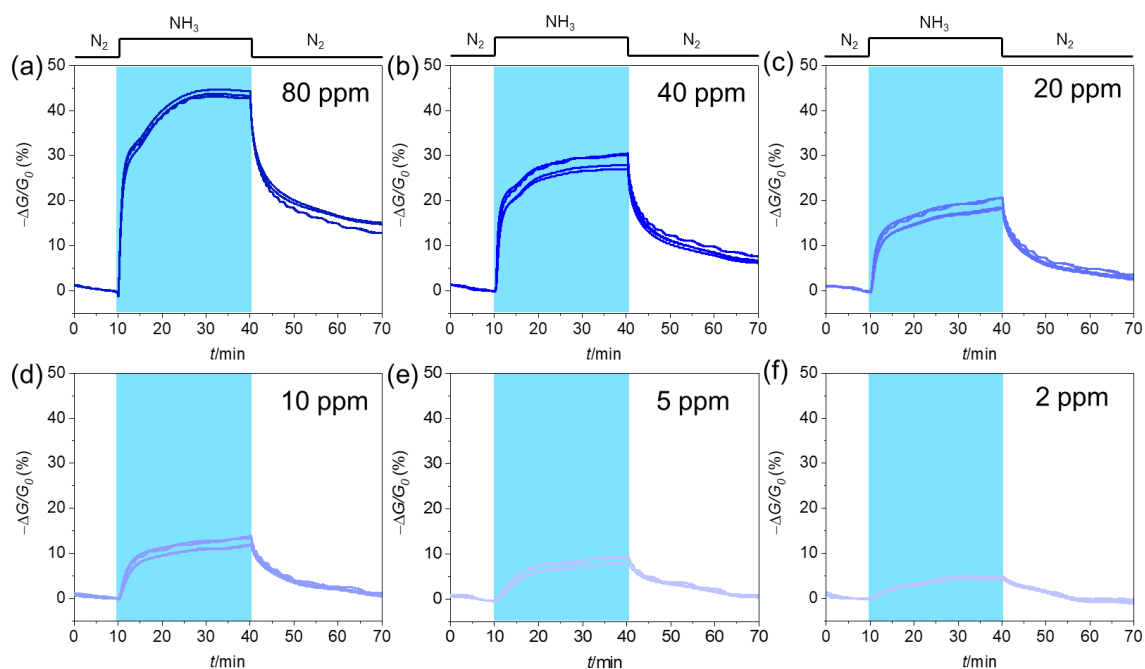 NH₃
N₂
N₂
NH₃
N₂
N₂
NH₃
N₂
N₂
(a)
80 ppm
50
40
30
20
10
0
−ΔG/G₀ (%)
0 10 20 30 40 50 60 70
t/min
(b)
40 ppm
50
40
30
20
10
0
−ΔG/G₀ (%)
0 10 20 30 40 50 60 70
t/min
(c)
20 ppm
50
40
30
20
10
0
−ΔG/G₀ (%)
0 10 20 30 40 50 60 70
t/min
(d)
10 ppm
50
40
30
20
10
0
−ΔG/G₀ (%)
0 10 20 30 40 50 60 70
t/min
(e)
5 ppm
50
40
30
20
10
0
−ΔG/G₀ (%)
0 10 20 30 40 50 60 70
t/min
(f)
2 ppm
50
40
30
20
10
0
−ΔG/G₀ (%)
0 10 20 30 40 50 60 70
t/min